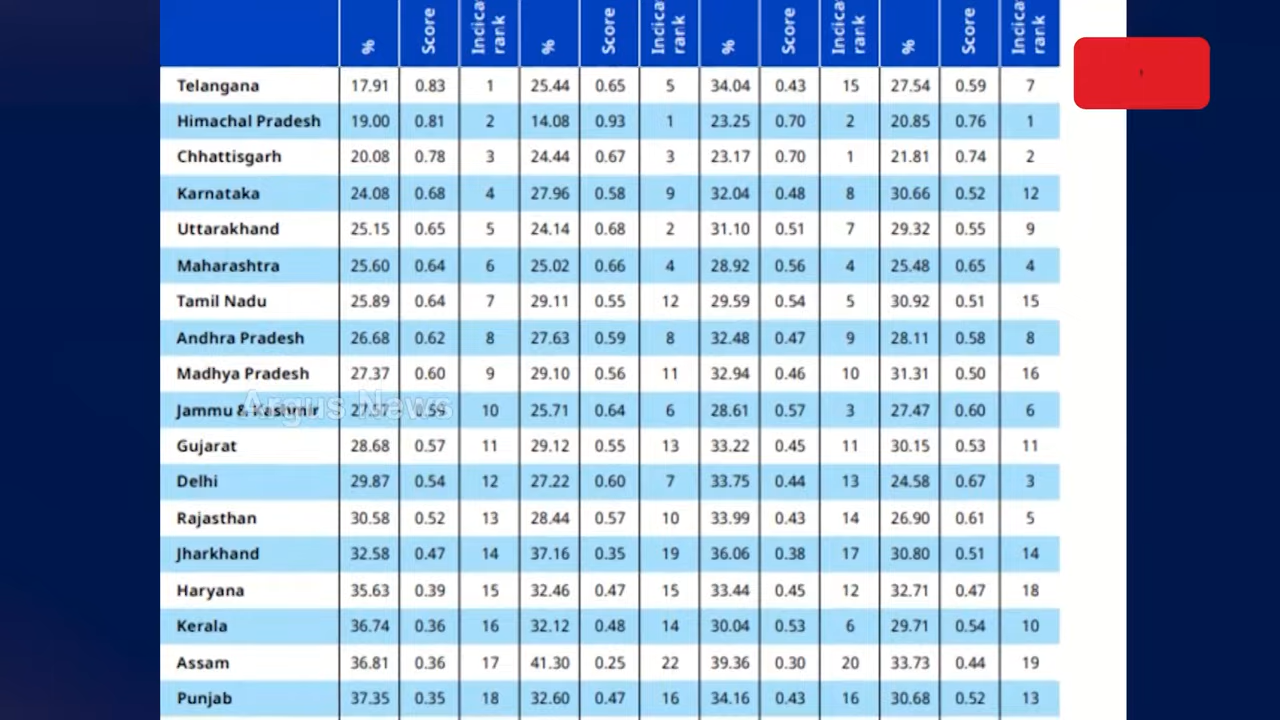 % Score rank % Score rank % Score rank % Score rank
Telangana 17.91 0.83 1 25.44 0.65 5 34.04 0.43 15 27.54 0.59 7
Himachal Pradesh 19.00 0.81 2 14.08 0.93 1 23.25 0.70 2 20.85 0.76 1
Chhattisgarh 20.08 0.78 3 24.44 0.67 3 23.17 0.70 1 21.81 0.74 2
Karnataka 24.08 0.68 4 27.96 0.58 9 32.04 0.48 8 30.66 0.52 12
Uttarakhand 25.15 0.65 5 24.14 0.68 2 31.10 0.51 7 29.32 0.55 9
Maharashtra 25.60 0.64 6 25.02 0.66 4 28.92 0.56 4 25.48 0.65 4
Tamil Nadu 25.89 0.64 7 29.11 0.55 12 29.59 0.54 5 30.92 0.51 15
Andhra Pradesh 26.68 0.62 8 27.63 0.59 8 32.48 0.47 9 28.11 0.58 8
Madhya Pradesh 27.37 0.60 9 29.10 0.56 11 32.94 0.46 10 31.31 0.50 16
Argus News
Jammu & Kashmir 0.59 10 25.71 0.64 6 28.61 0.57 3 27.47 0.60 6
Gujarat 28.68 0.57 11 29.12 0.55 13 33.22 0.45 11 30.15 0.53 11
Delhi 29.87 0.54 12 27.22 0.60 7 33.75 0.44 13 24.58 0.67 3
Rajasthan 30.58 0.52 13 28.44 0.57 10 33.99 0.43 14 26.90 0.61 5
Jharkhand 32.58 0.47 14 37.16 0.35 19 36.06 0.38 17 30.80 0.51 14
Haryana 35.63 0.39 15 32.46 0.47 15 33.44 0.45 12 32.71 0.47 18
Kerala 36.74 0.36 16 32.12 0.48 14 30.04 0.53 6 29.71 0.54 10
Assam 36.81 0.36 17 41.30 0.25 22 39.36 0.30 20 33.73 0.44 19
Punjab 37.35 0.35 18 32.60 0.47 16 34.16 0.43 16 30.68 0.52 13